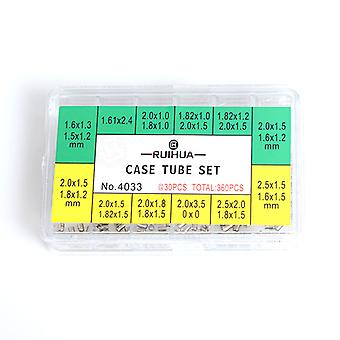 1.6x1.3
1.5x1.2
mm
1.61x2.4
2.0x1.0
1.8x1.0
1.82x1.0
2.0x1.5
1.82x1.2
2.0x1.5
2.0x1.5
1.6x1.2
mm
RUIHUA
CASE TUBE SET
No.4033
30PCS TOTAL:360PCS
2.0x1.5
1.8x1.2
mm
2.0x1.5
1.82x1.5
2.0x1.8
1.8x1.5
2.0x3.5
0x0
2.5x2.0
1.8x1.5
2.5x1.5
1.6x1.5
mm